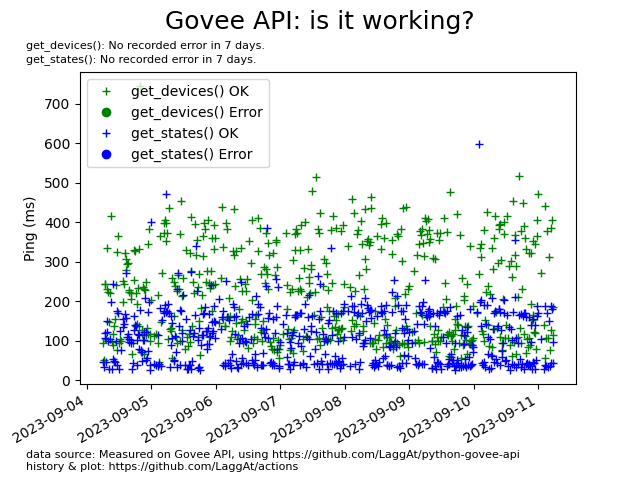 Govee API: is it working?
get_devices(): No recorded error in 7 days.
get_states(): No recorded error in 7 days.
get_devices() OK
get_devices() Error
get_states() OK
get_states() Error
Ping (ms)
700
600
500
400
300
200
100
0
2023-09-04
2023-09-05
2023-09-06
2023-09-07
2023-09-08
2023-09-09
2023-09-10
2023-09-11
data source: Measured on Govee API, using https://github.com/LaggAt/python-govee-api
history & plot: https://github.com/LaggAt/actions